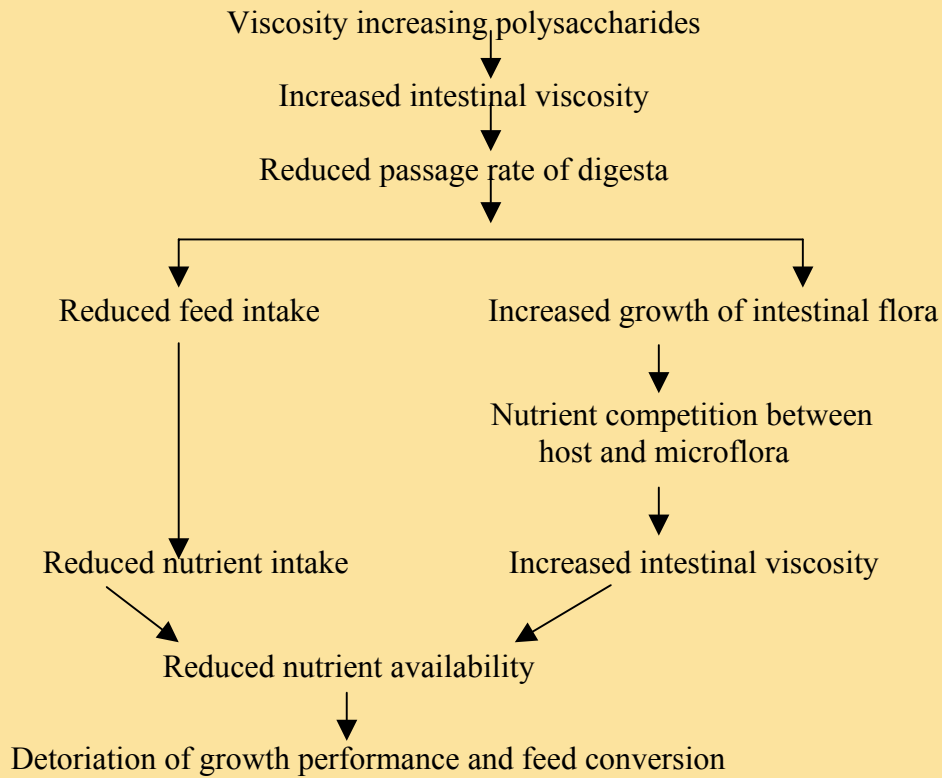 Viscosity increasing polysaccharides
Increased intestinal viscosity
Reduced passage rate of digesta
Reduced feed intake
Increased growth of intestinal flora
Nutrient competition between
host and microflora
Reduced nutrient intake
Increased intestinal viscosity
Reduced nutrient availability
Detoriation of growth performance and feed conversion